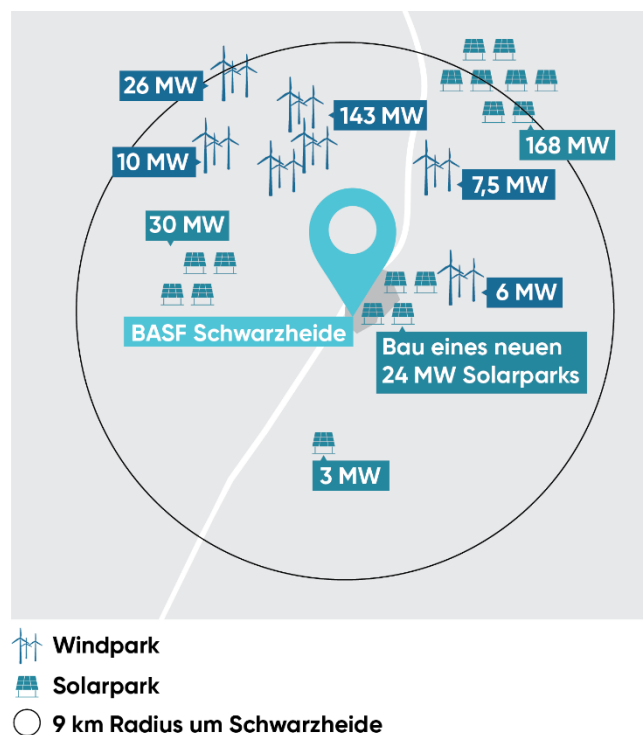 26 MW
143 MW
168 MW
10 MW
7,5 MW
30 MW
6 MW
BASF Schwarzheide
Bau eines neuen
24 MW Solarparks
3 MW
Windpark
Solarpark
9 km Radius um Schwarzheide